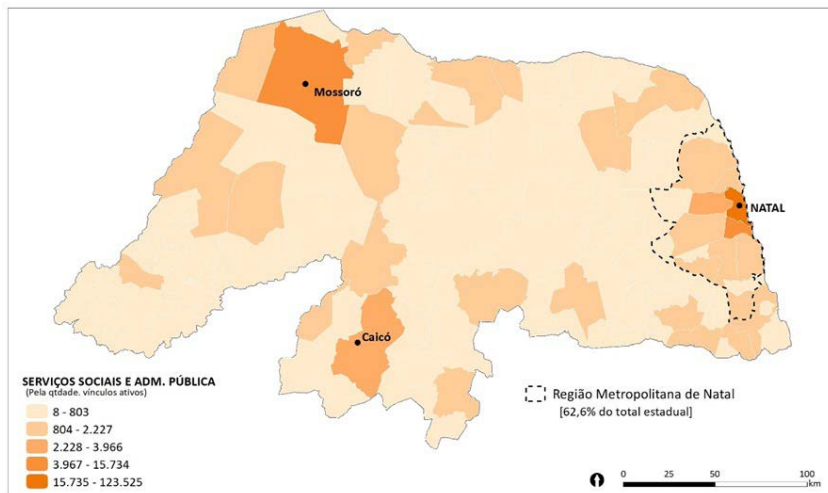 Mossoró
NATAL
Caicó
SERVIÇOS SOCIAIS E ADM. PÚBLICA
(Pela qtdade. vínculos ativos)
8 - 803
804 - 2.227
2.228 - 3.966
3.967 - 15.734
15.735 - 123.525
Região Metropolitana de Natal
[62,6% do total estadual]
0 25 50 100
km